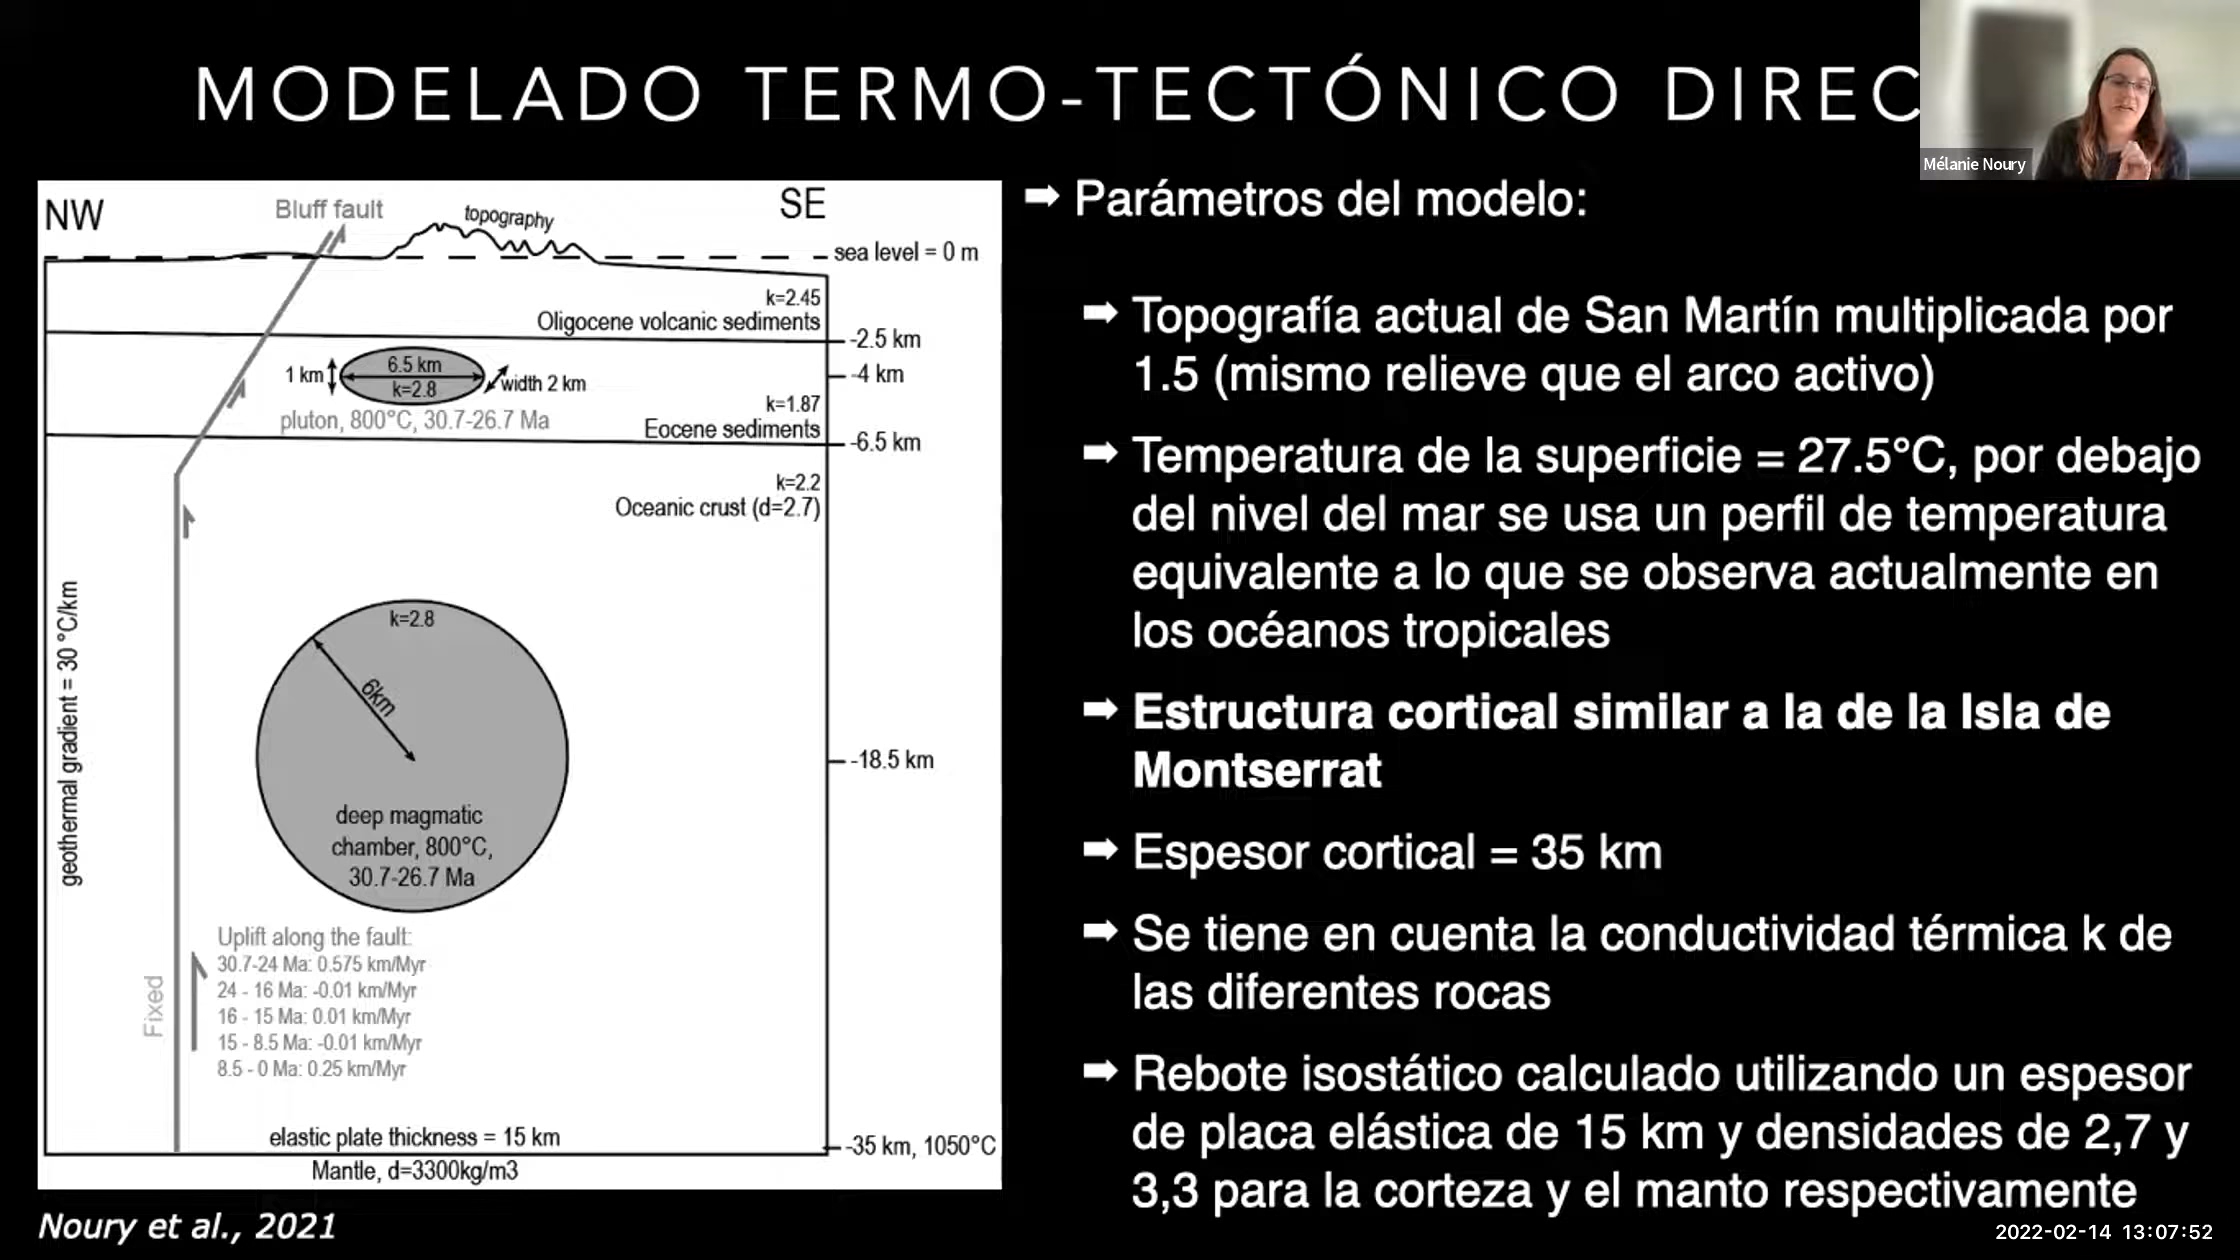 MODELADO TERMO-TECTÓNICO DIREC
Mélanie Noury
NW
Bluff fault
topography
SE
sea level = 0 m
k=2.45
Oligocene volcanic sediments
-2.5 km
1 km
6.5 km
k=2.8
width 2 km
-4 km
pluton, 800°C, 30.7-26.7 Ma
k=1.87
Eocene sediments
-6.5 km
k=2.2
Oceanic crust (d=2.7)
geothermal gradient = 30 °C/km
k=2.8
6km
-18.5 km
deep magmatic
chamber, 800°C,
30.7-26.7 Ma
Fixed
Uplift along the fault:
30.7-24 Ma: 0.575 km/Myr
24 - 16 Ma: -0.01 km/Myr
16 - 15 Ma: 0.01 km/Myr
15 - 8.5 Ma: -0.01 km/Myr
8.5 - 0 Ma: 0.25 km/Myr
elastic plate thickness = 15 km
-35 km, 1050°C
Mantle, d=3300kg/m3
Noury et al., 2021
➡ Parámetros del modelo:
➡ Topografía actual de San Martín multiplicada por
1.5 (mismo relieve que el arco activo)
➡ Temperatura de la superficie = 27.5°C, por debajo
del nivel del mar se usa un perfil de temperatura
equivalente a lo que se observa actualmente en
los océanos tropicales
➡ Estructura cortical similar a la de la Isla de
Montserrat
➡ Espesor cortical = 35 km
➡ Se tiene en cuenta la conductividad térmica k de
las diferentes rocas
➡ Rebote isostático calculado utilizando un espesor
de placa elástica de 15 km y densidades de 2,7 y
3,3 para la corteza y el manto respectivamente
2022-02-14 13:07:52